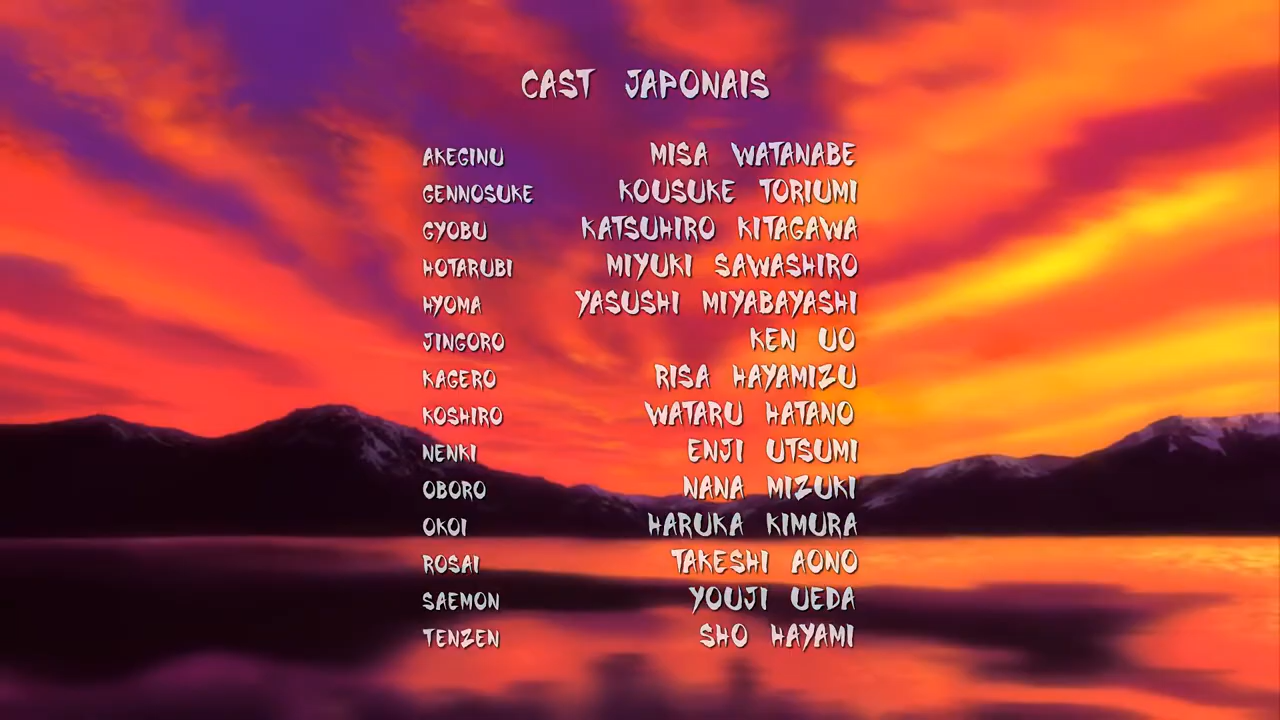 CAST JAPONAIS
AKEGINU MISA WATANABE
GENNOSUKE KOUSUKE TORIUMI
GYOBU KATSUHIRO KITAGAWA
HOTARUBI MIYUKI SAWASHIRO
HYOMA YASUSHI MIYABAYASHI
JINGORO KEN UO
KAGERO RISA HAYAMIZU
KOSHIRO WATARU HATANO
NENKI ENJI UTSUMI
OBORO NANA MIZUKI
OKOI HARUKA KIMURA
ROSAI TAKESHI AONO
SAEMON YOUJI UEDA
TENZEN SHO HAYAMI